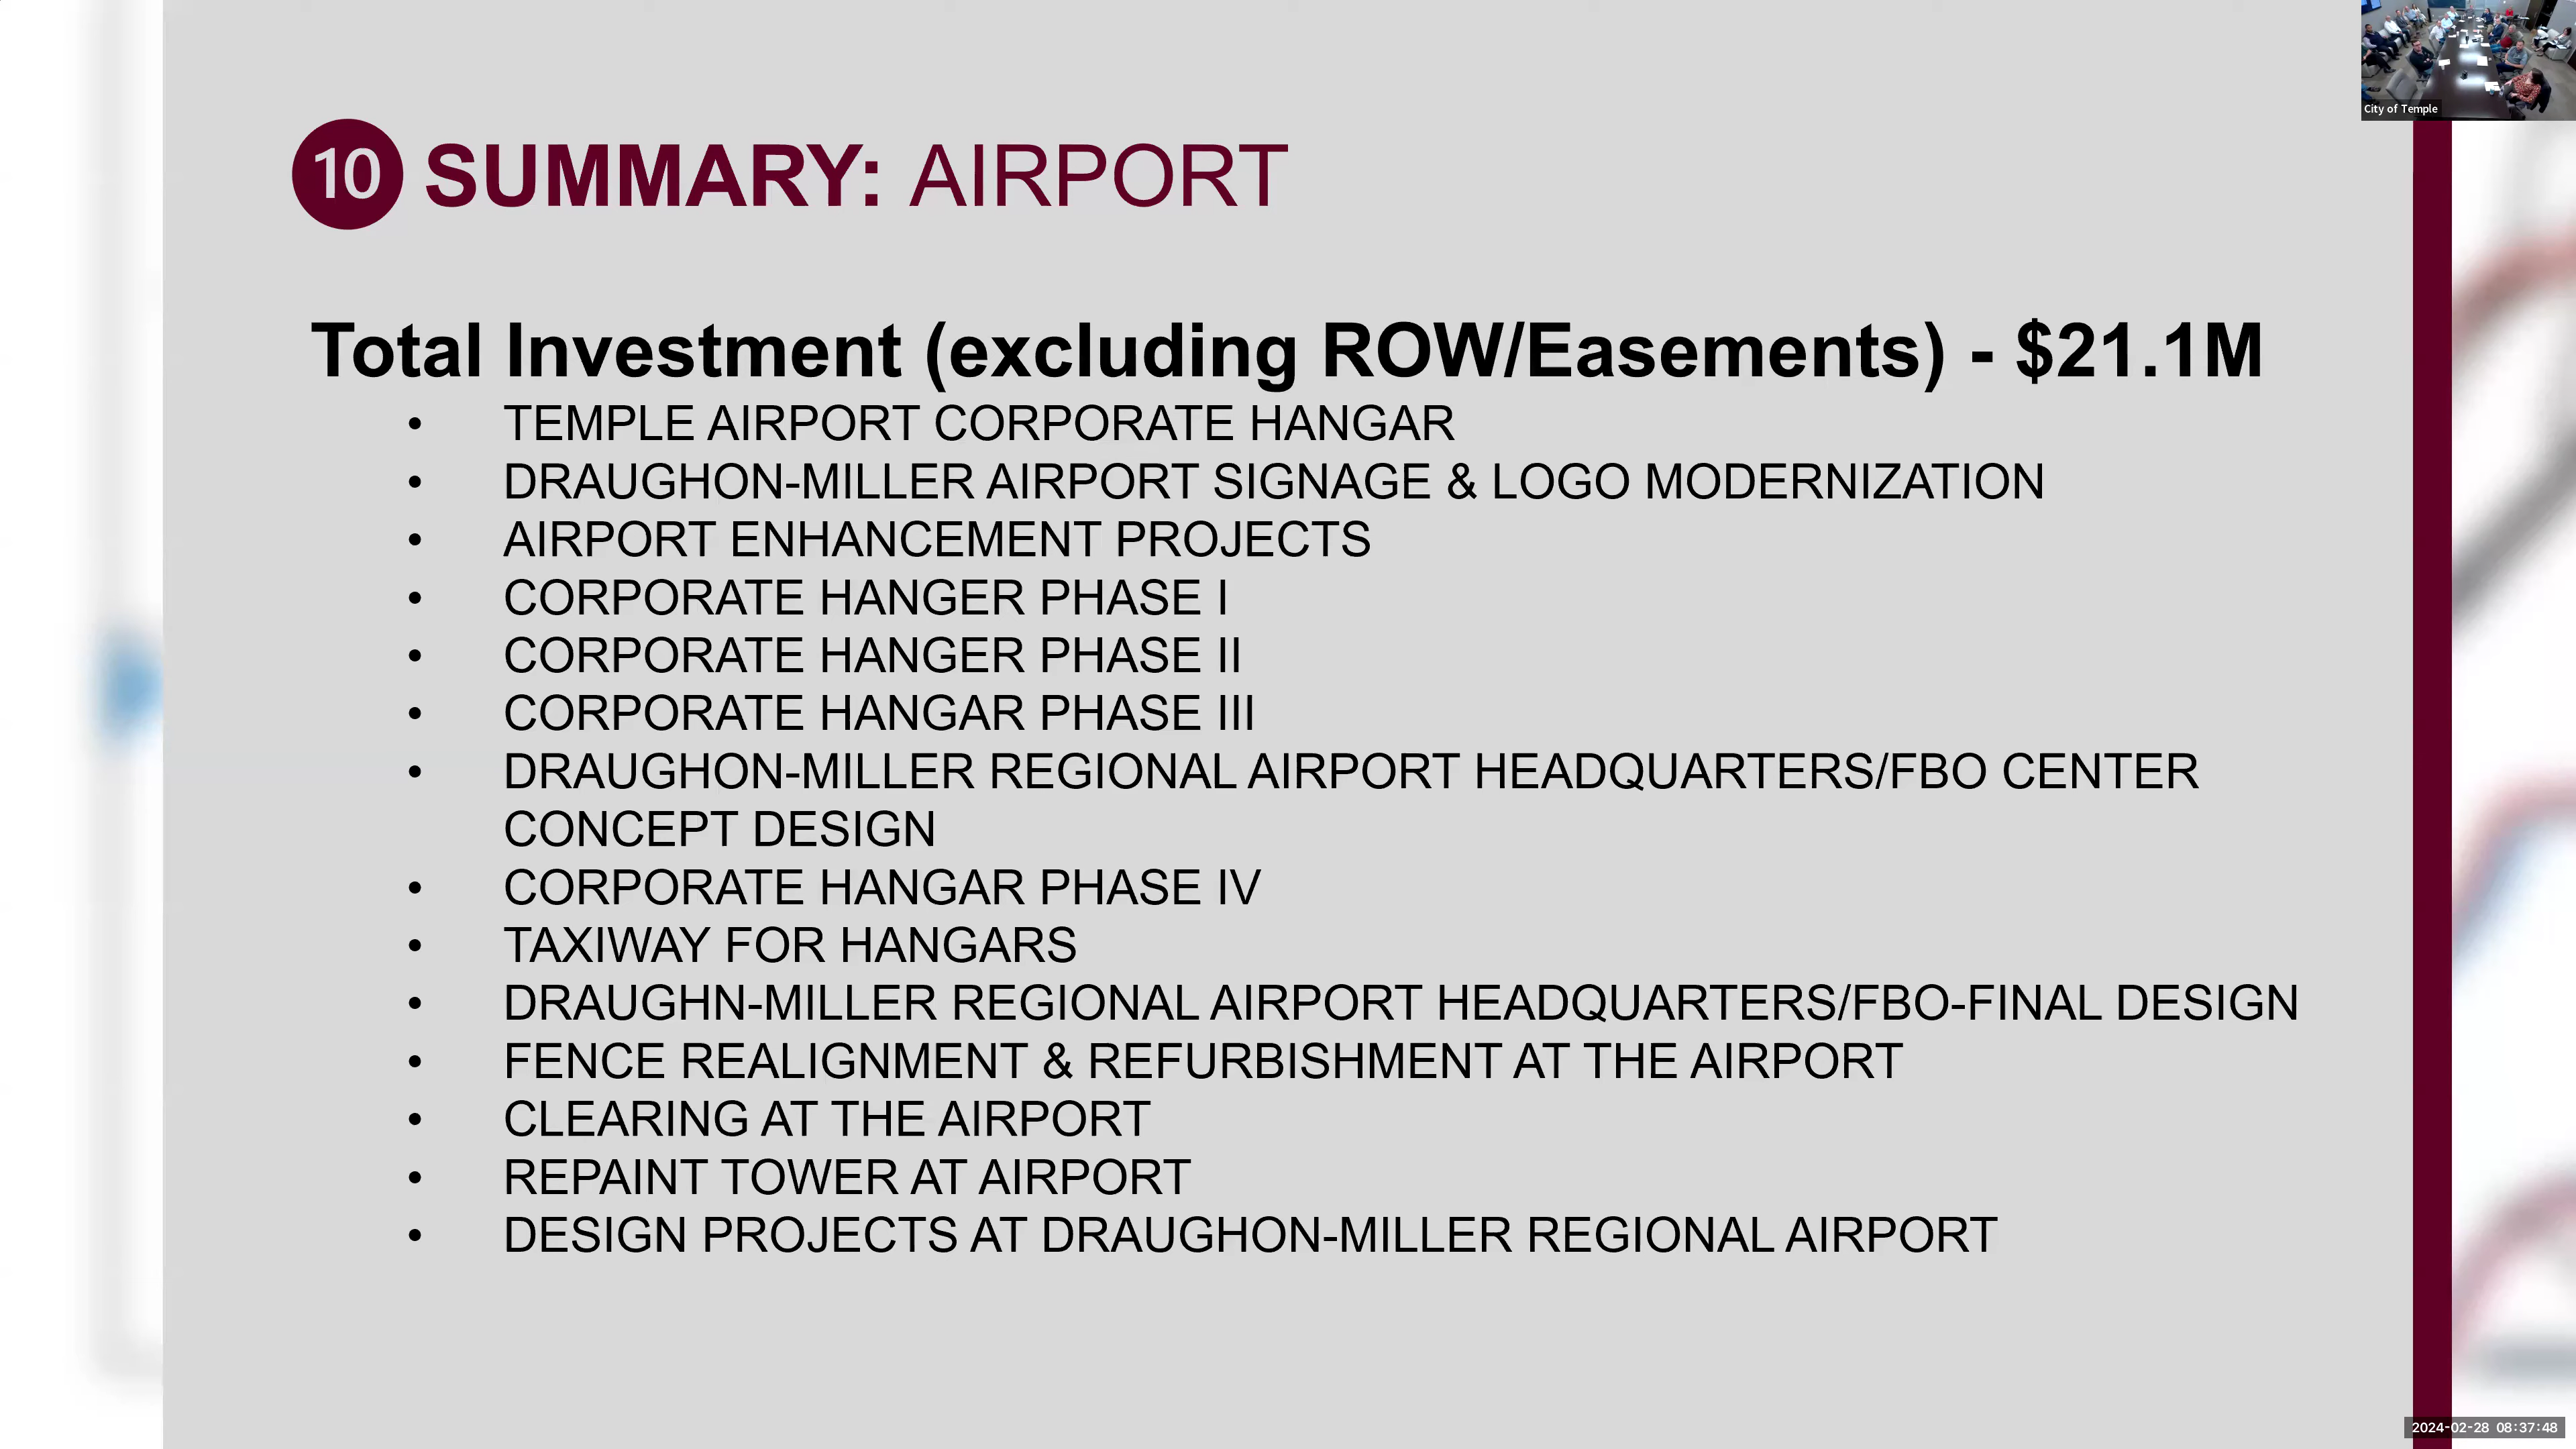 City of Temple
10 SUMMARY: AIRPORT
Total Investment (excluding ROW/Easements) - $21.1M
• TEMPLE AIRPORT CORPORATE HANGAR
• DRAUGHON-MILLER AIRPORT SIGNAGE & LOGO MODERNIZATION
• AIRPORT ENHANCEMENT PROJECTS
• CORPORATE HANGER PHASE I
• CORPORATE HANGER PHASE II
• CORPORATE HANGAR PHASE III
• DRAUGHON-MILLER REGIONAL AIRPORT HEADQUARTERS/FBO CENTER
CONCEPT DESIGN
• CORPORATE HANGAR PHASE IV
• TAXIWAY FOR HANGARS
• DRAUGHN-MILLER REGIONAL AIRPORT HEADQUARTERS/FBO-FINAL DESIGN
• FENCE REALIGNMENT & REFURBISHMENT AT THE AIRPORT
• CLEARING AT THE AIRPORT
• REPAINT TOWER AT AIRPORT
• DESIGN PROJECTS AT DRAUGHON-MILLER REGIONAL AIRPORT
2024-02-28 08:37:48